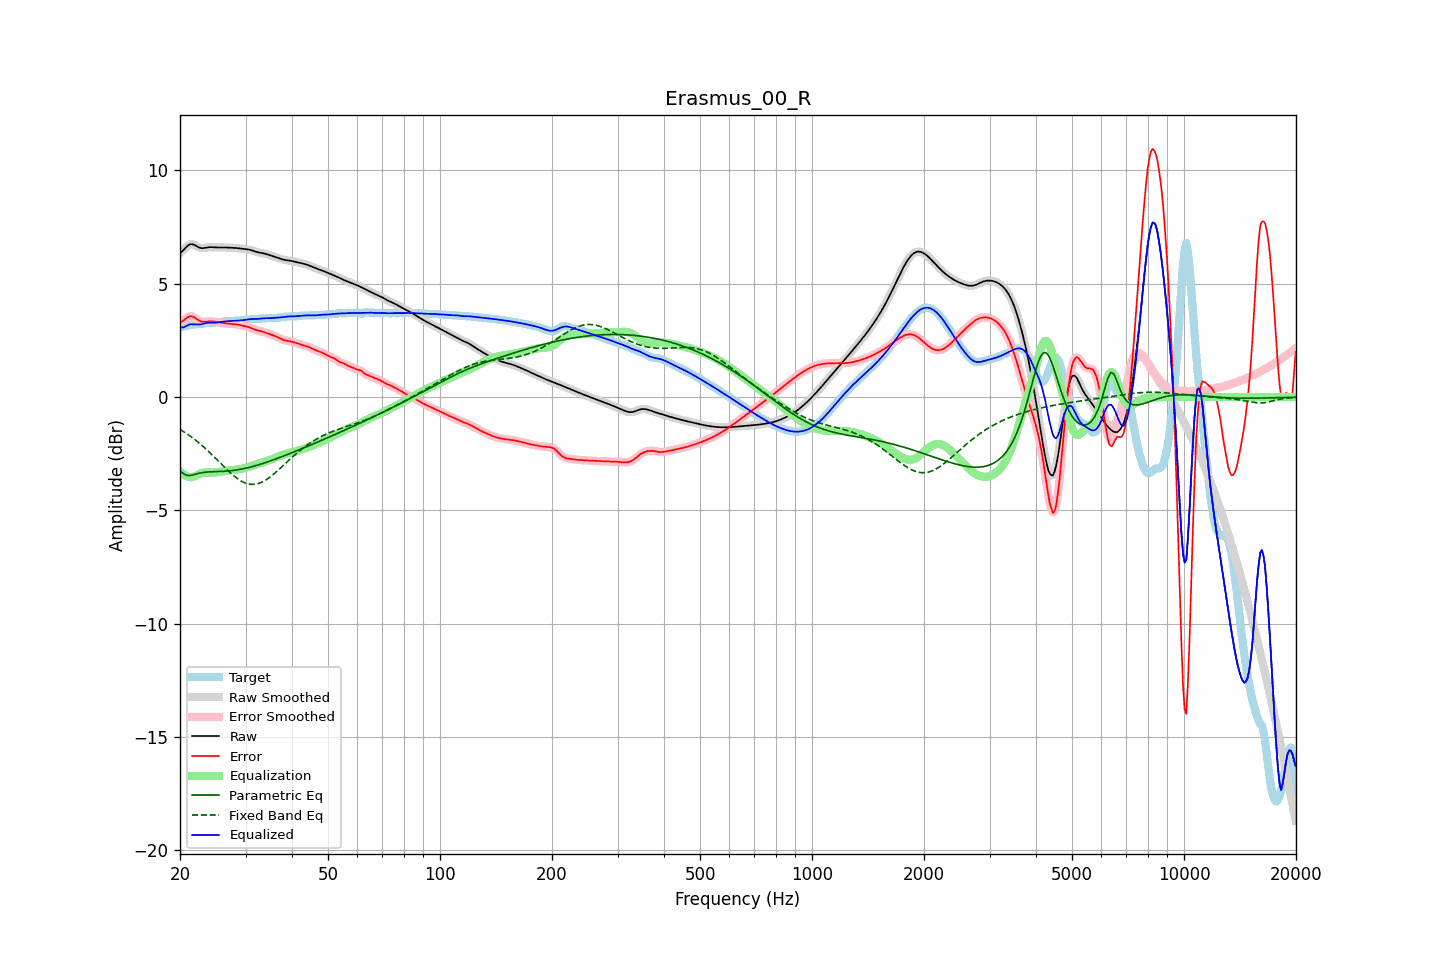 Erasmus_00_R
Amplitude (dBr)
10
5
0
−5
−10
−15
−20
Target
Raw Smoothed
Error Smoothed
Raw
Error
Equalization
Parametric Eq
Fixed Band Eq
Equalized
20 50 100 200 500 1000 2000 5000 10000 20000
Frequency (Hz)